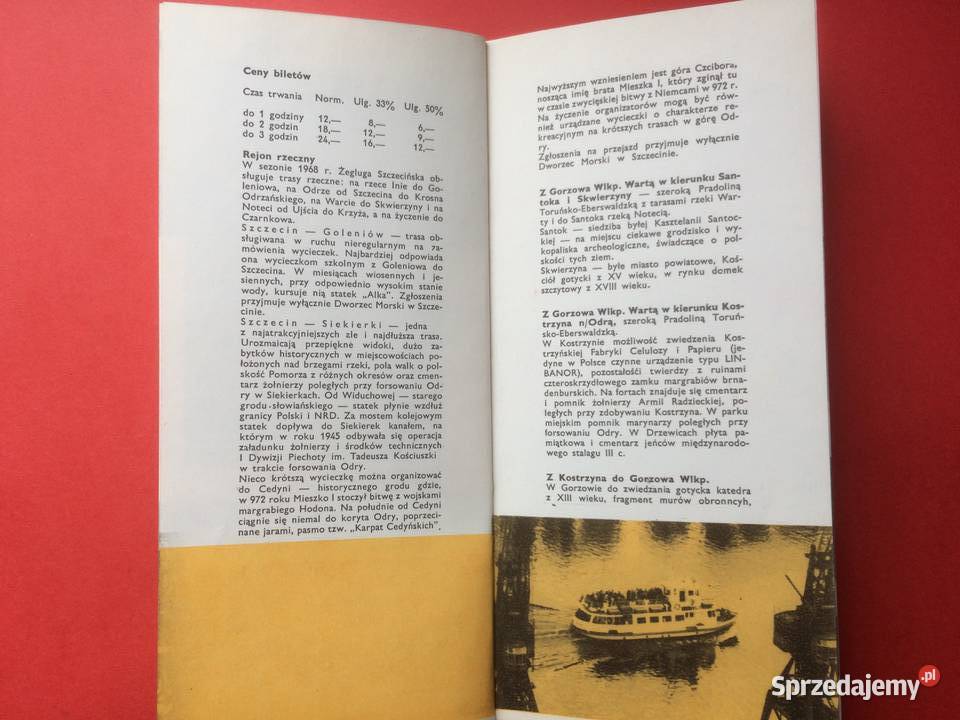 Ceny biletów
Czas trwania Norm. Ulg. 33% Ulg. 50%
do 1 godziny 12,— 8,— 6,—
do 2 godzin 18,— 12,— 9,—
do 3 godzin 24,— 16,— 12,—
Rejon rzeczny
W sezonie 1968 r. Żegluga Szczecińska ob-
sługuje trasy rzeczne: na rzece Inie do Go-
leniowa, na Odrze od Szczecina do Krosna
Odrzańskiego, na Warcie do Skwierzyny i na
Noteci od Ujścia do Krzyża, a na życzenie do
Czarnkowa.
Szczecin — Goleniów — trasa ob-
sługiwana w ruchu nieregularnym na za-
mówienia wycieczek. Najbardziej odpowiada
ona wycieczkom szkolnym z Goleniowa do
Szczecina. W miesiącach wiosennych i je-
siennych, przy odpowiednio wysokim stanie
wody, kursuje nią statek „Alka”. Zgłoszenia
przyjmuje wyłącznie Dworzec Morski w Szcze-
cinie.
Szczecin — Siekierki — jedna
z najatrakcyjniejszych zle i najdłuższa trasa.
Urozmaicają przepiękne widoki, dużo za-
bytków historycznych w miejscowościach po-
łożonych nad brzegami rzeki, pola walk o pol-
skość Pomorza z różnych okresów oraz cmen-
tarz żołnierzy poległych przy forsowaniu Od-
ry w Siekierkach. Od Widuchowej — starego
grodu-słowiańskiego — statek płynie wzdłuż
granicy Polski i NRD. Za mostem kolejowym
statek dopływa do Siekierek kanałem, na
którym w roku 1945 odbywała się operacja
załadunku żołnierzy i środków technicznych
I Dywizji Piechoty im. Tadeusza Kościuszki
w trakcie forsowania Odry.
Nieco krótszą wycieczkę można organizować
do Cedyni — historycznego grodu gdzie,
w 972 roku Mieszko I stoczył bitwę z wojskami
margrabiego Hodona. Na południe od Cedyni
ciągnie się niemal do koryta Odry, poprzeci-
nane jarami, pasmo tzw. „Karpat Cedyńskich”.
Najwyższym wzniesieniem jest góra Czcibora,
nosząca imię brata Mieszka I, który zginął tu
w czasie zwycięskiej bitwy z Niemcami w 972 r.
Na życzenie organizatorów mogą być rów-
nież urządzane wycieczki o charakterze re-
kreacyjnym na krótszych trasach w górę Od-
ry.
Zgłoszenia na przejazd przyjmuje wyłącznie
Dworzec Morski w Szczecinie.
Z Gorzowa Wlkp. Wartą w kierunku San-
toka i Skwierzyny — szeroką Pradoliną
Toruńsko-Eberswaldzką z tarasami rzeki War-
ty i do Santoka rzeką Notecią.
Santok — siedziba byłej Kasztelanii Santoc-
kiej — na miejscu ciekawe grodzisko i wy-
kopaliska archeologiczne, świadczące o pol-
skości tych ziem.
Skwierzyna — byłe miasto powiatowe, Koś-
ciół gotycki z XV wieku, w rynku domek
szczytowy z XVIII wieku.
Z Gorzowa Wlkp. Wartą w kierunku Kos-
trzyna n/Odrą, szeroką Pradoliną Toruń-
sko-Eberswaldzką.
W Kostrzynie możliwość zwiedzenia Kos-
trzyńskiej Fabryki Celulozy i Papieru (je-
dyne w Polsce czynne urządzenie typu LIN-
BANOR), pozostałośti twierdzy z ruinami
czteroskrzydłowego zamku margrabiów brna-
denburskich. Na fortach znajduje się cmentarz
i pomnik żołnierzy Armii Radzieckiej, po-
ległych przy zdobywaniu Kostrzyna. W parku
miejskim pomnik marynarzy poległych przy
forsowaniu Odry. W Drzewicach płyta pa-
miątkowa i cmentarz jeńców międzynarodo-
wego stalagu III c.
Z Kostrzyna do Gorzowa Wlkp.
W Gorzowie do zwiedzania gotycka katedra
z XIII wieku, fragment murów obronncyh,
Sprzedajemy.pl